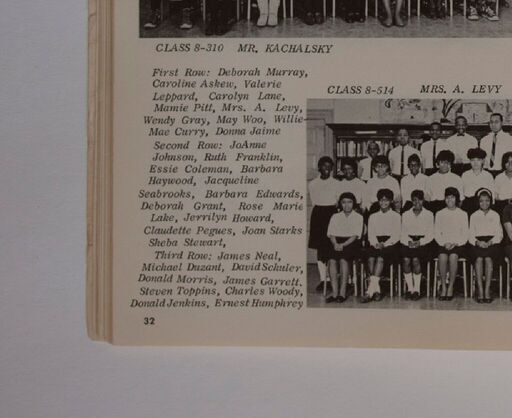 CLASS 8-310 MR. KACHALSKY
First Row: Deborah Murray,
Caroline Askew, Valerie
Leppard, Carolyn Lane,
Mamie Pitt, Mrs. A. Levy,
Wendy Gray, May Woo, Willie-
Mae Curry, Donna Jaime
Second Row: JoAnne
Johnson, Ruth Franklin,
Essie Coleman, Barbara
Haywood, Jacqueline
Seabrooks, Barbara Edwards,
Deborah Grant, Rose Marie
Lake, Jerrilyn Howard,
Claudette Pegues, Joan Starks
Sheba Stewart,
Third Row: James Neal,
Michael Duzant, David Schuler,
Donald Morris, James Garrett,
Steven Toppins, Charles Woody,
Donald Jenkins, Ernest Humphrey
32
CLASS 8-514 MRS. A. LEVY